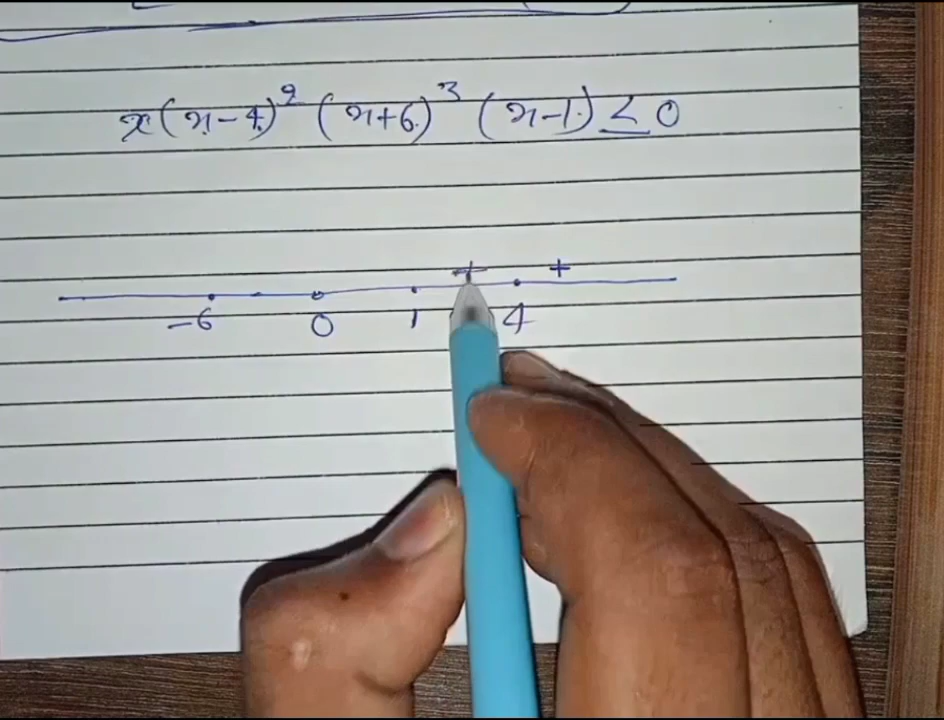 x(x-4)² (x+6)³ (x-1) ≤ 0
+ +
-6 0 1 4